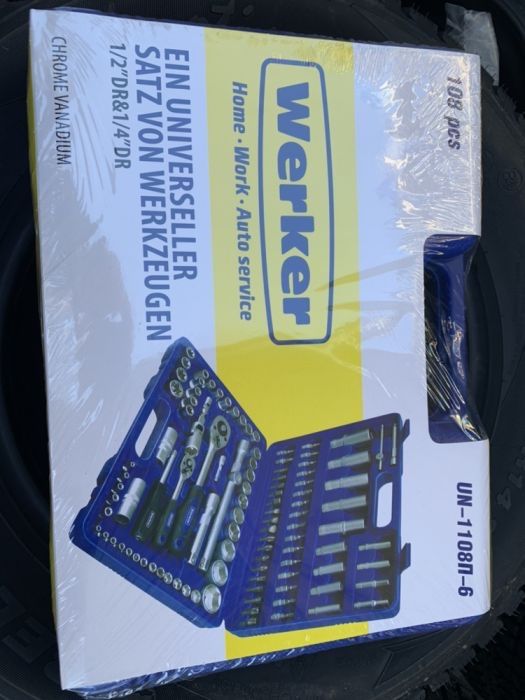 108 pcs
Werker
Home · Work · Auto service
EIN UNIVERSELLER
SATZ VON WERKZEUGEN
1/2"DR&1/4"DR
CHROME VANADIUM
UN-1108П-6